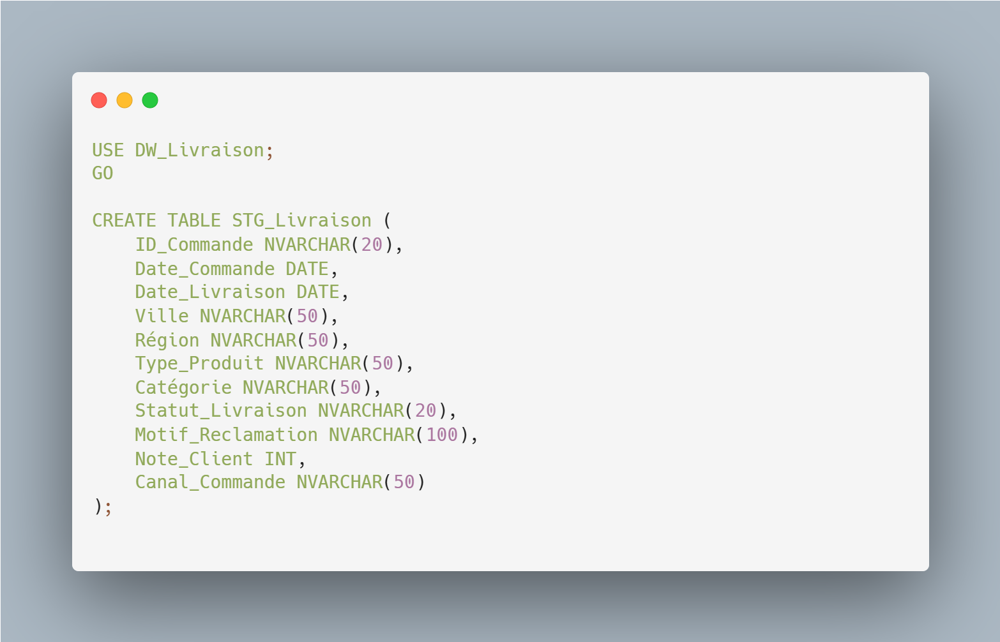 USE DW_Livraison;
GO
CREATE TABLE STG_Livraison (
    ID_Commande NVARCHAR(20),
    Date_Commande DATE,
    Date_Livraison DATE,
    Ville NVARCHAR(50),
    Région NVARCHAR(50),
    Type_Produit NVARCHAR(50),
    Catégorie NVARCHAR(50),
    Statut_Livraison NVARCHAR(20),
    Motif_Reclamation NVARCHAR(100),
    Note_Client INT,
    Canal_Commande NVARCHAR(50)
);